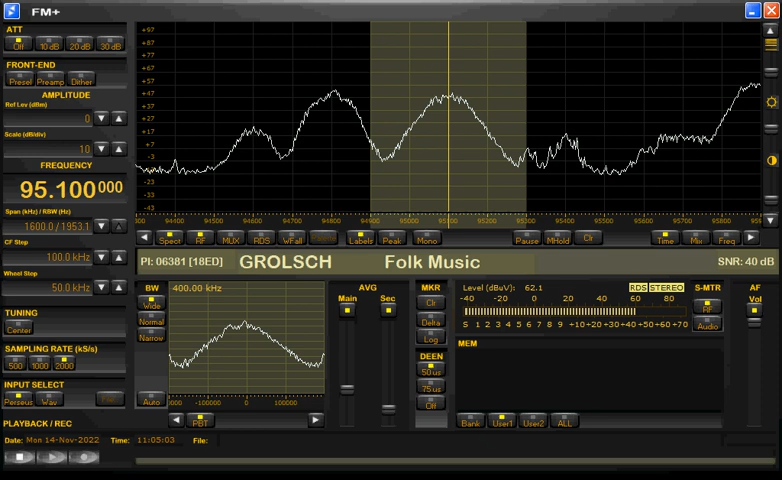 FM+
ATT
Off 10 dB 20 dB 30 dB
FRONT-END
Presel Preamp Dither
AMPLITUDE
Ref Lev (dBm)
0
Scale (dB/div)
10
FREQUENCY
95.100000
Span (kHz) / RBW (Hz)
1600.0 / 1953.1
CF Step
100.0 kHz
Wheel Step
50.0 kHz
TUNING
Center
SAMPLING RATE (kS/s)
500 1000 2000
INPUT SELECT
Perseus Wav
+97
+87
+77
+67
+57
+47
+37
+27
+17
+7
-3
-13
-23
-33
-43
300 94400 94500 94600 94700 94800 94900 95000 95100 95200 95300 95400 95500 95600 95700 95800 959
Spect RF MUX RDS WFall Labels Peak Mono Pause MHold Clr Time Mix Freq
PI: 06381 [18ED] GROLSCH Folk Music SNR: 40 dB
BW
Wide
Normal
Narrow
Auto
400.00 kHz
-100000 0 100000
PBT
AVG
Main Sec
MKR
Clr
Delta
Log
DEEN
50 us
75 us
Off
Level (dBuV): 62.1 RDS STEREO
-40 -20 0 20 40 60 80
S 1 2 3 4 5 6 7 8 9 +10 +20 +30 +40 +50 +60 +70
S-MTR
RF
Audio
AF
Vol
MEM
Bank User1 User2 ALL
PLAYBACK / REC
Date: Mon 14-Nov-2022 Time: 11:05:03 File: